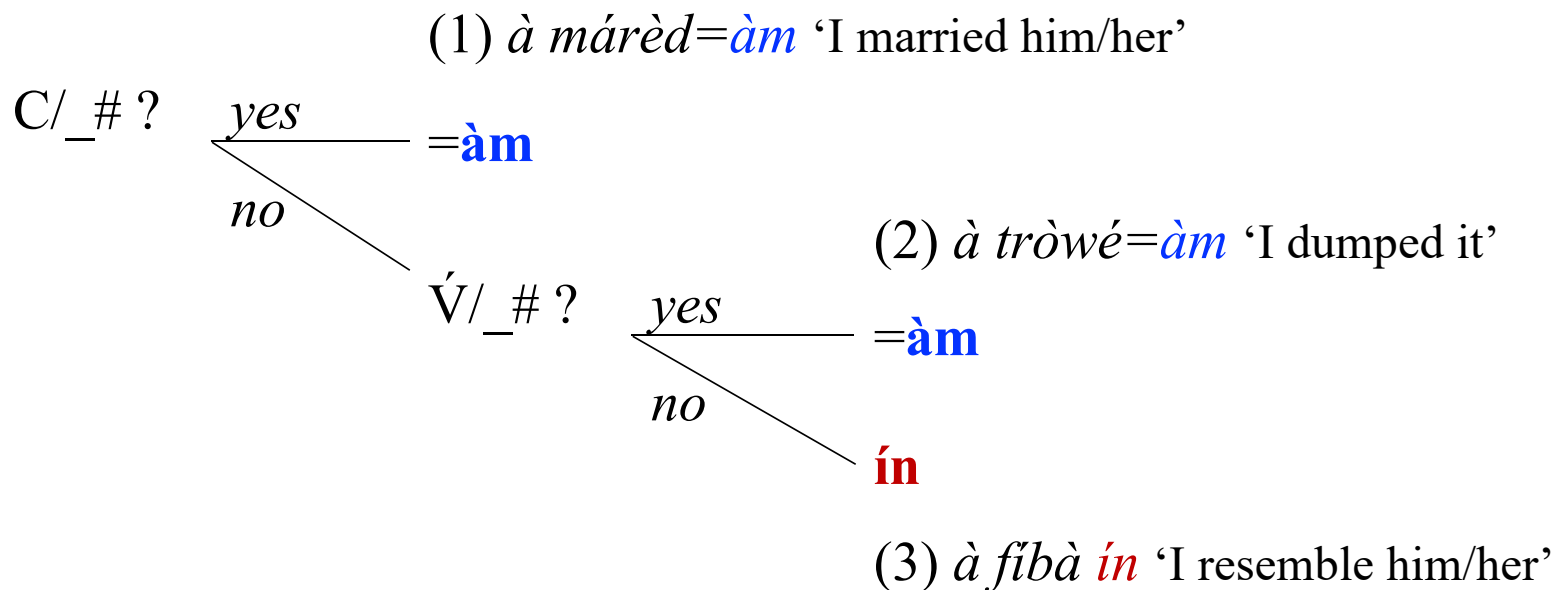 (1) à márèd=àm ‘I married him/her’
C/_# ? yes
=àm
no
(2) à tròwé=àm ‘I dumped it’
V́/_# ? yes
=àm
no
ín
(3) à fíbà ín ‘I resemble him/her’